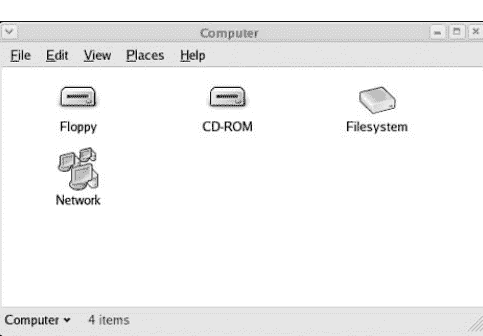 Computer
File Edit View Places Help
Floppy CD-ROM Filesystem
Network
Computer 4 items